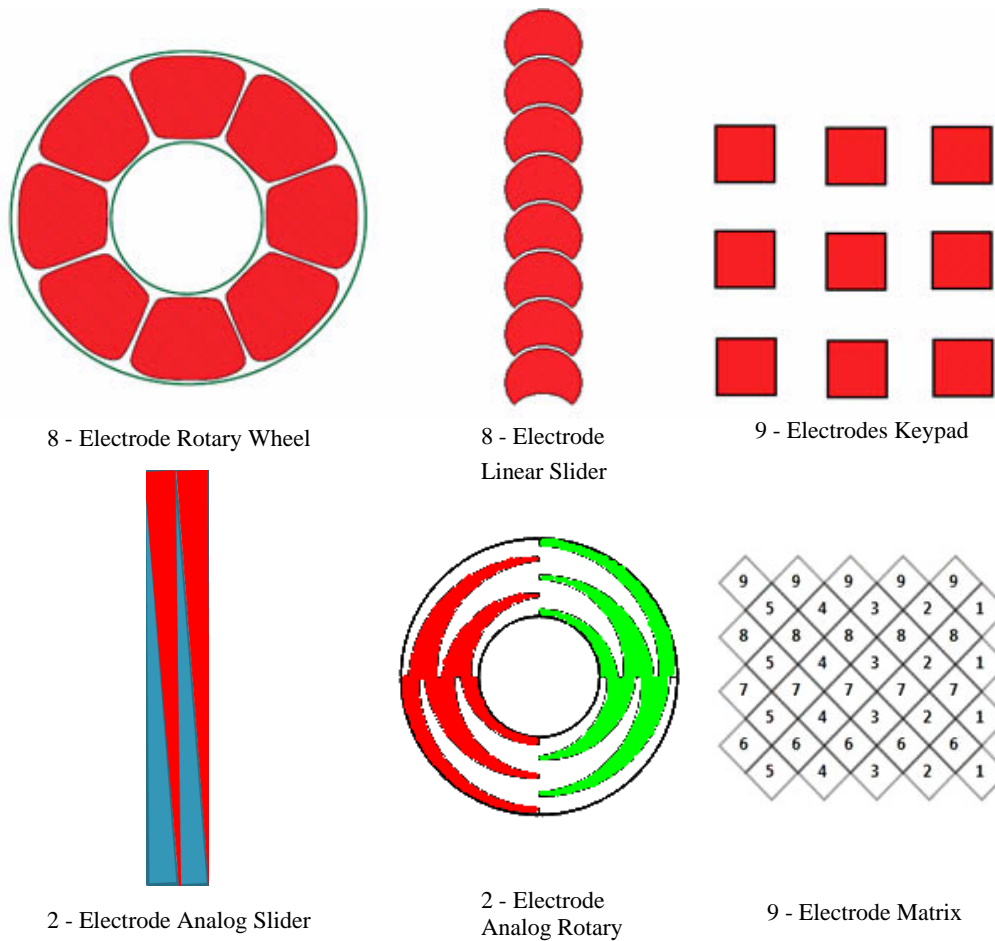 8 - Electrode Rotary Wheel
8 - Electrode
Linear Slider
9 - Electrodes Keypad
2 - Electrode Analog Slider
2 - Electrode
Analog Rotary
9 9 9 9 9
5 4 3 2 1
8 8 8 8 8
5 4 3 2 1
7 7 7 7 7
5 4 3 2 1
6 6 6 6 6
5 4 3 2 1
9 - Electrode Matrix